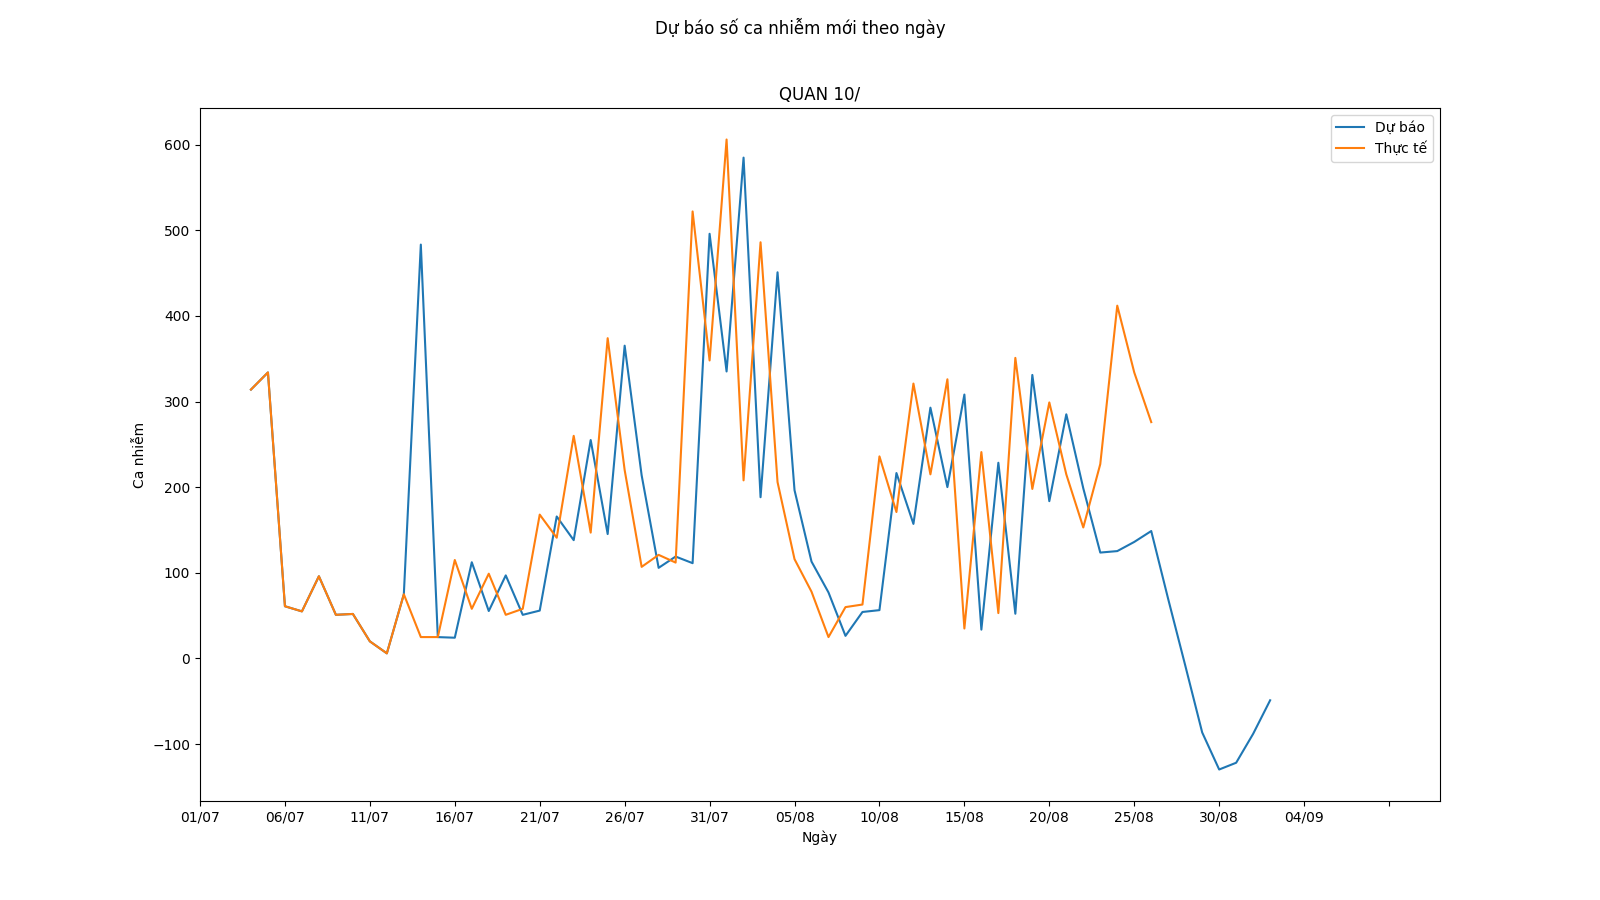 Dự báo số ca nhiễm mới theo ngày
QUAN 10/
Dự báo
Thực tế
600
500
400
300
200
100
0
−100
Ca nhiễm
01/07 06/07 11/07 16/07 21/07 26/07 31/07 05/08 10/08 15/08 20/08 25/08 30/08 04/09
Ngày